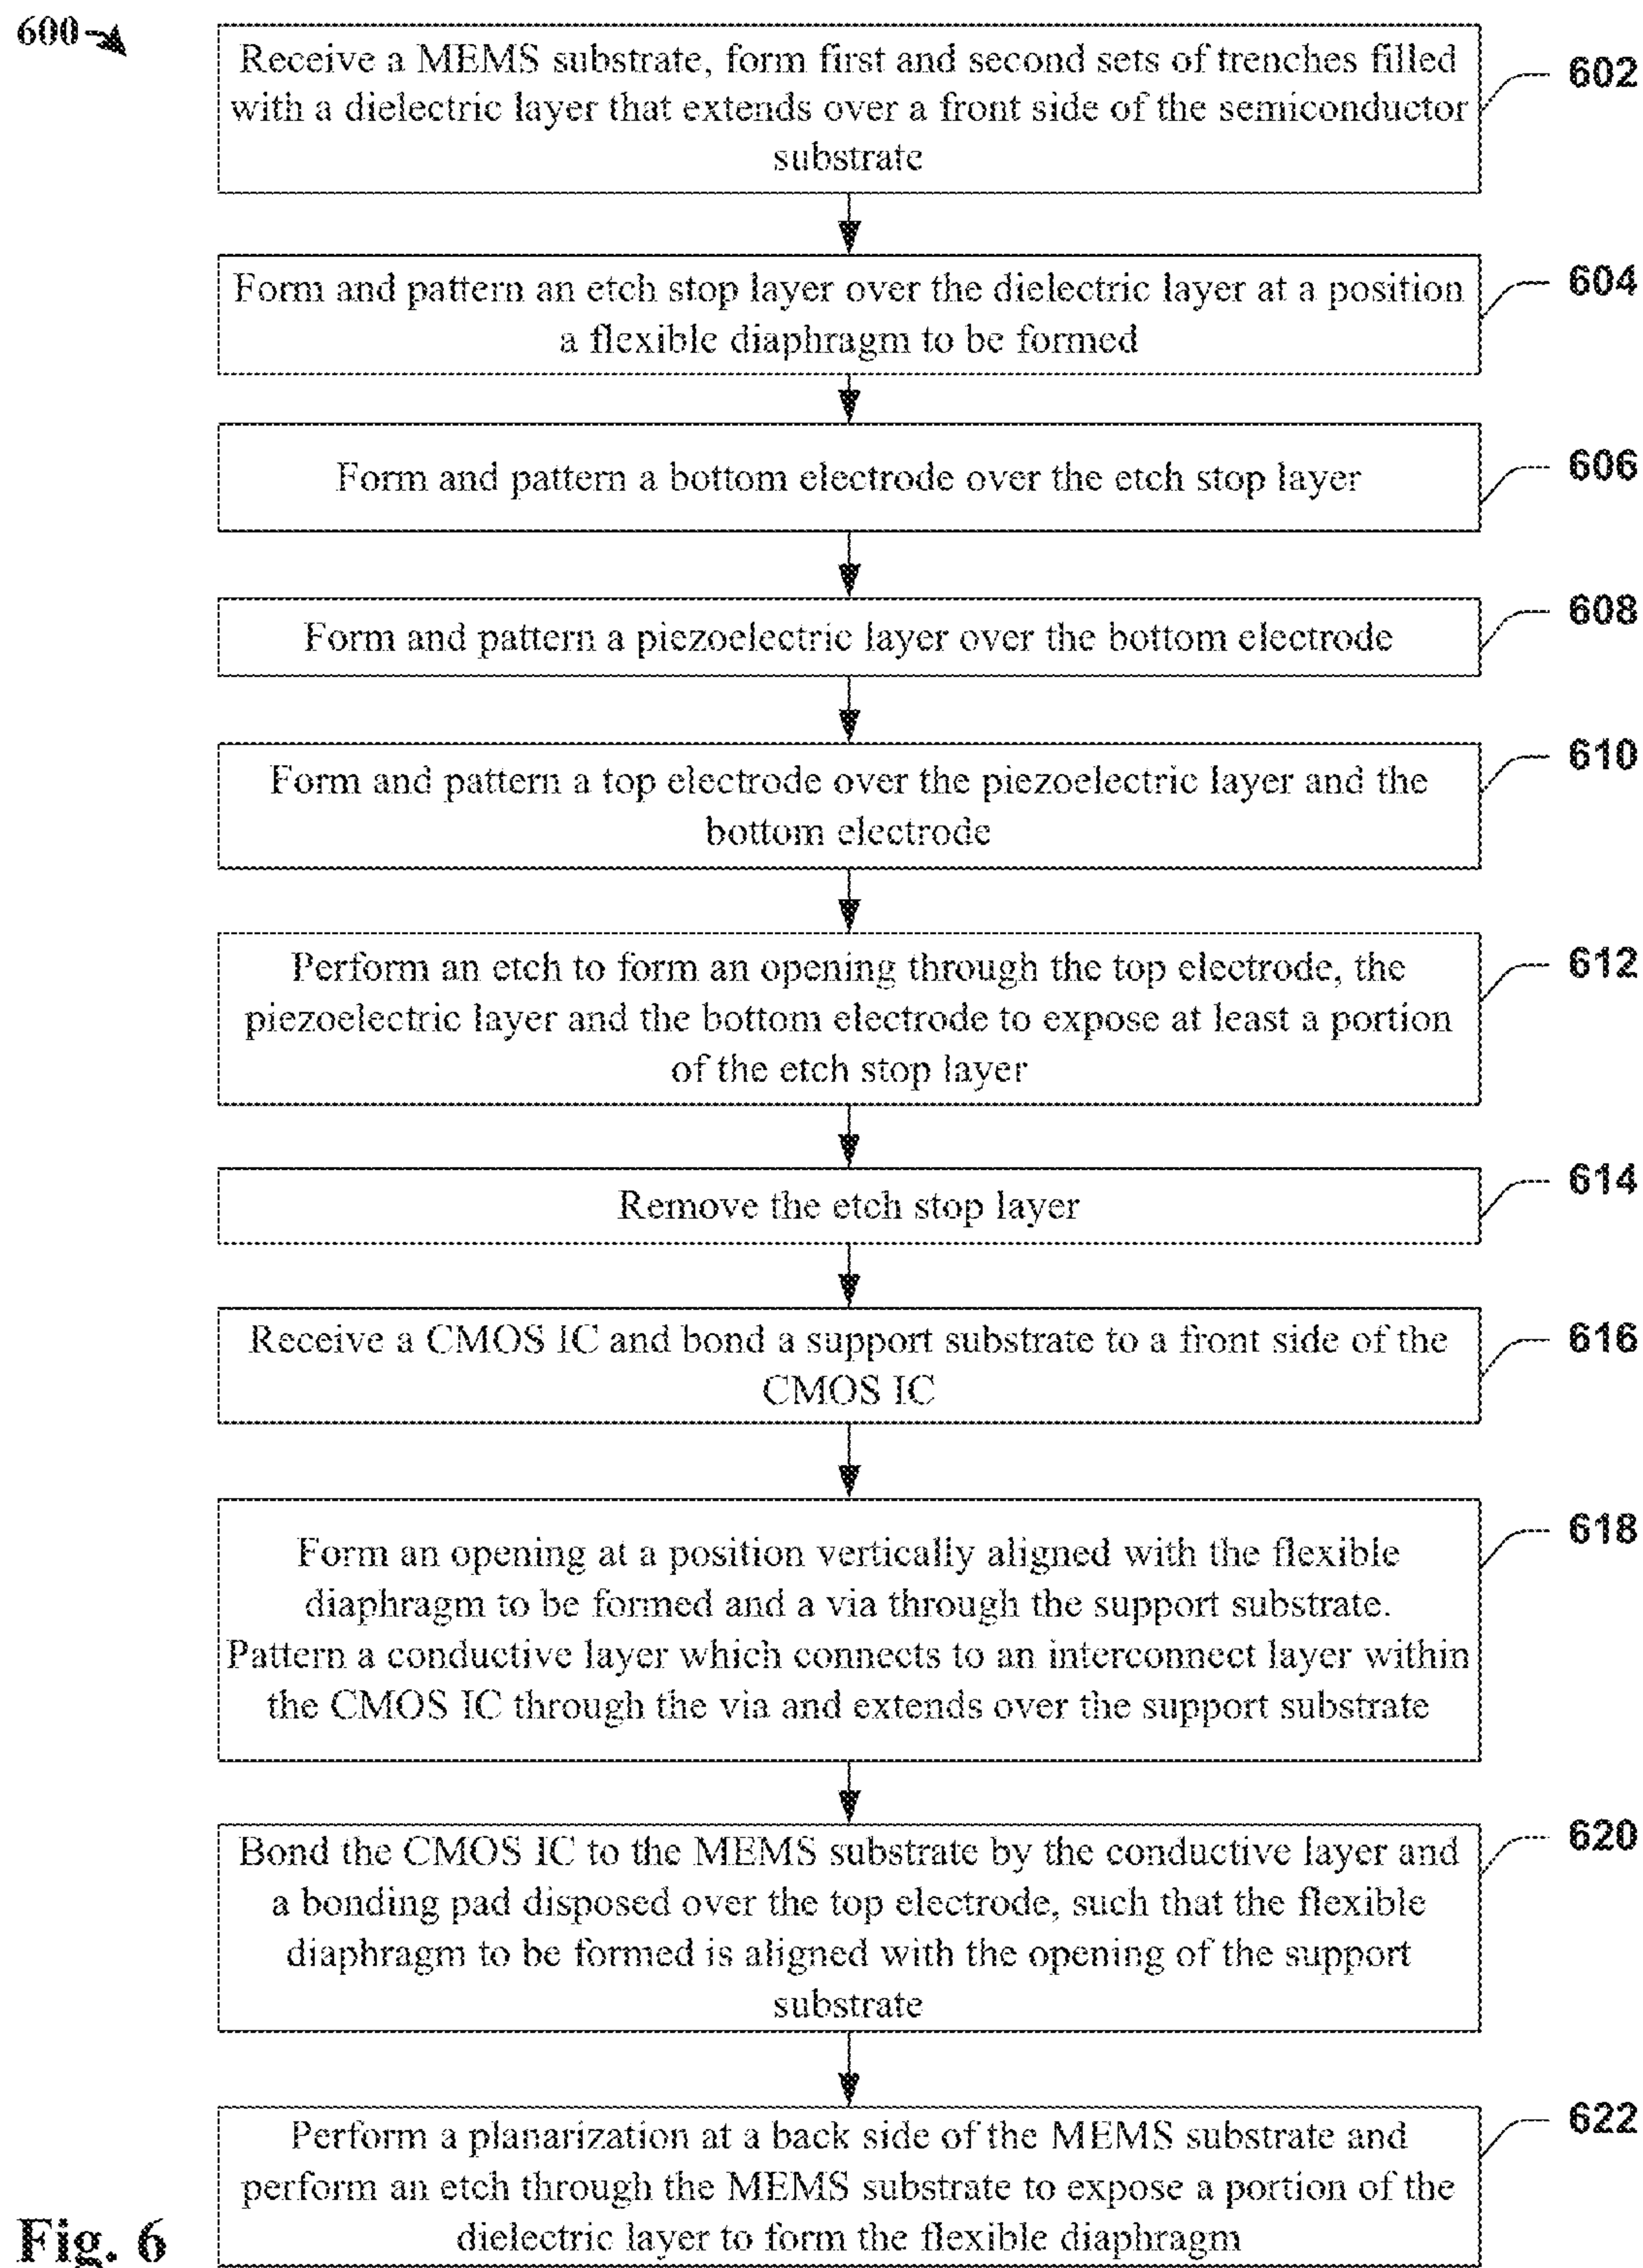 600
Receive a MEMS substrate, form first and second sets of trenches filled
with a dielectric layer that extends over a front side of the semiconductor
substrate
602
Form and pattern an etch stop layer over the dielectric layer at a position
a flexible diaphragm to be formed
604
Form and pattern a bottom electrode over the etch stop layer
606
Form and pattern a piezoelectric layer over the bottom electrode
608
Form and pattern a top electrode over the piezoelectric layer and the
bottom electrode
610
Perform an etch to form an opening through the top electrode, the
piezoelectric layer and the bottom electrode to expose at least a portion
of the etch stop layer
612
Remove the etch stop layer
614
Receive a CMOS IC and bond a support substrate to a front side of the
CMOS IC
616
Form an opening at a position vertically aligned with the flexible
diaphragm to be formed and a via through the support substrate.
Pattern a conductive layer which connects to an interconnect layer within
the CMOS IC through the via and extends over the support substrate
618
Bond the CMOS IC to the MEMS substrate by the conductive layer and
a bonding pad disposed over the top electrode, such that the flexible
diaphragm to be formed is aligned with the opening of the support
substrate
620
Perform a planarization at a back side of the MEMS substrate and
perform an etch through the MEMS substrate to expose a portion of the
dielectric layer to form the flexible diaphragm
622
Fig. 6